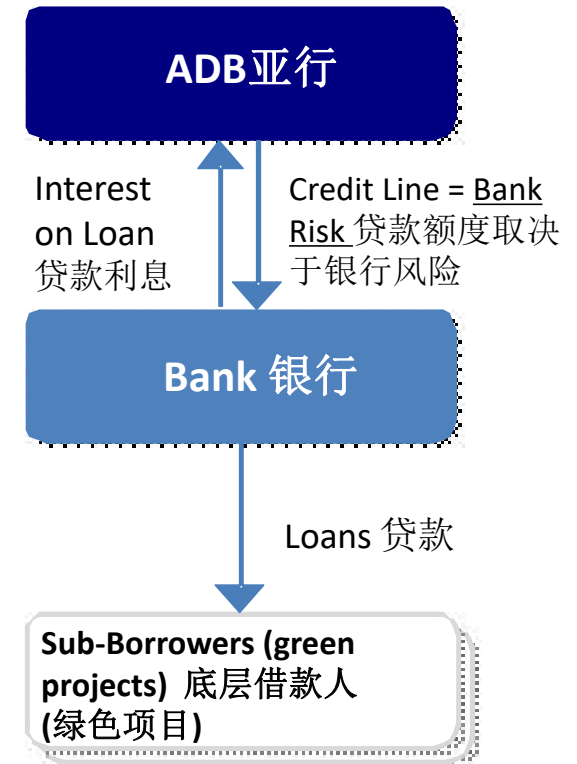 ADB亚行
Interest
on Loan
贷款利息
Credit Line = Bank
Risk 贷款额度取决
于银行风险
Bank 银行
Loans 贷款
Sub-Borrowers (green
projects) 底层借款人
(绿色项目)